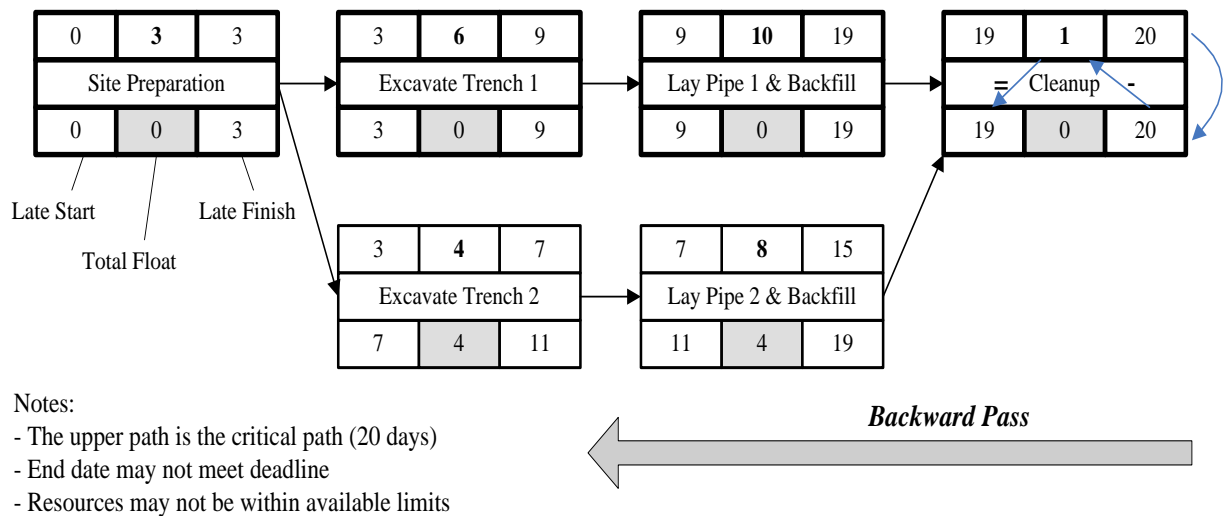 0 3 3
Site Preparation
0 0 3
Late Start
Total Float
Late Finish
3 6 9
Excavate Trench 1
3 0 9
9 10 19
Lay Pipe 1 & Backfill
9 0 19
19 1 20
= Cleanup -
19 0 20
3 4 7
Excavate Trench 2
7 4 11
7 8 15
Lay Pipe 2 & Backfill
11 4 19
Notes:
- The upper path is the critical path (20 days)
- End date may not meet deadline
- Resources may not be within available limits
Backward Pass